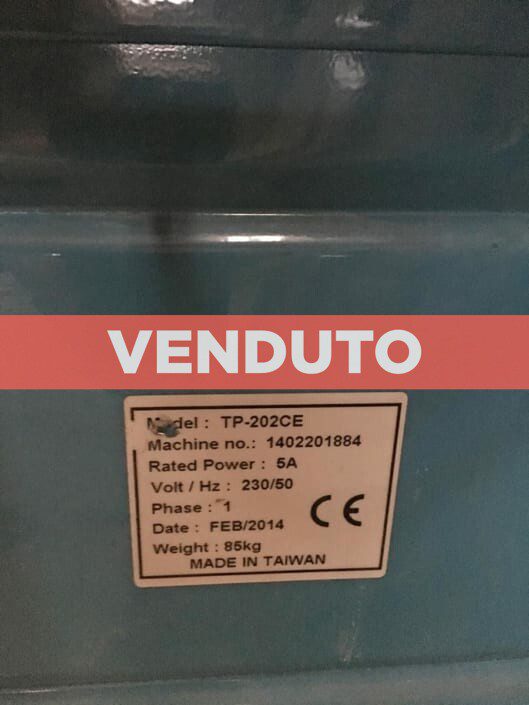 VENDUTO
Model : TP-202CE
Machine no.: 1402201884
Rated Power : 5A
Volt / Hz : 230/50
Phase : 1
Date : FEB/2014
Weight : 85kg
MADE IN TAIWAN
CE